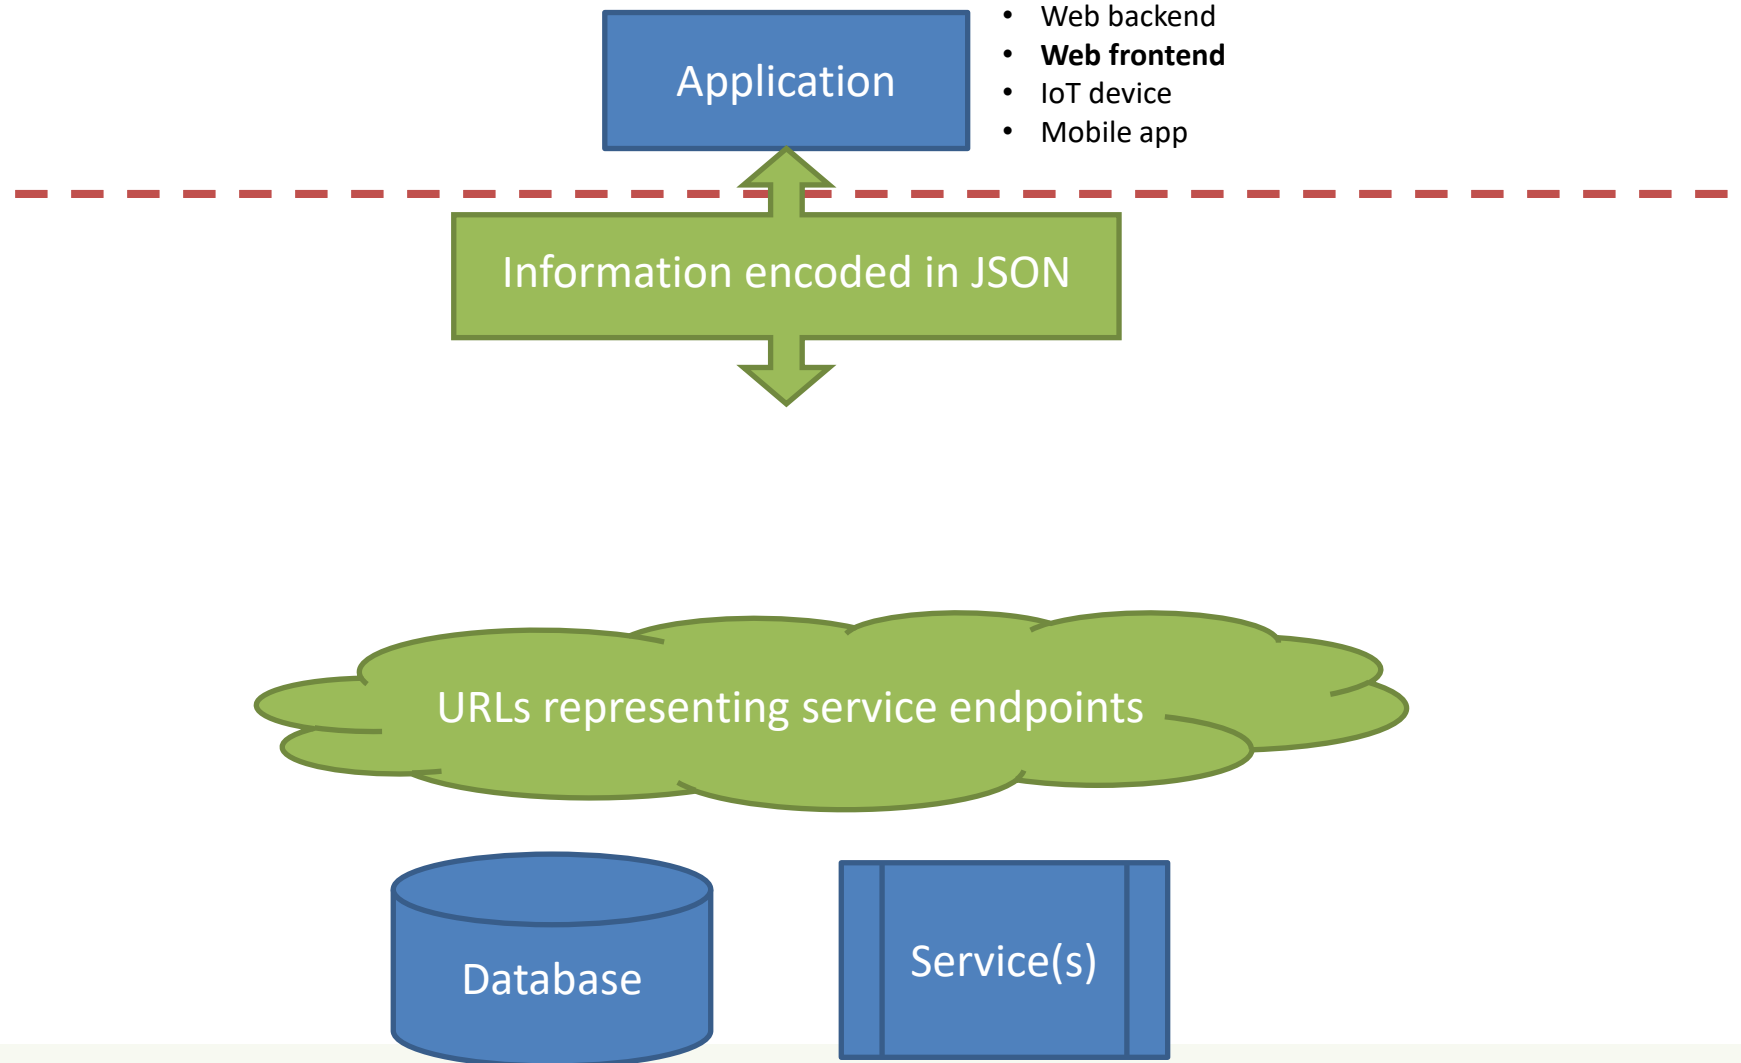 Application
• Web backend
• Web frontend
• IoT device
• Mobile app
Information encoded in JSON
URLs representing service endpoints
Database
Service(s)